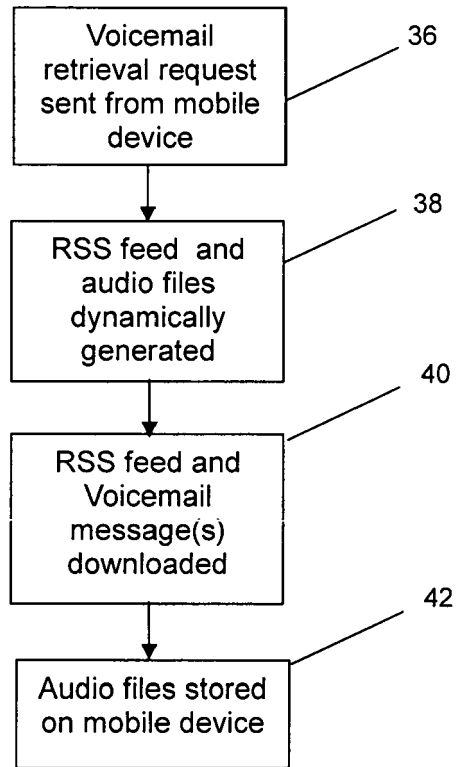 Voicemail
retrieval request
sent from mobile
device
36
RSS feed and
audio files
dynamically
generated
38
RSS feed and
Voicemail
message(s)
downloaded
40
Audio files stored
on mobile device
42